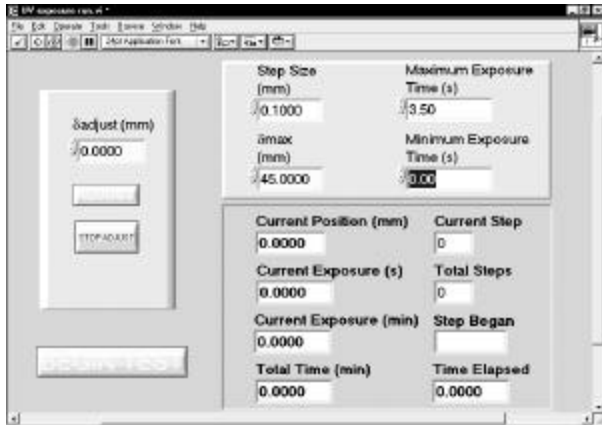 UV exposure run.vi *
File Edit Operate Tools Browse Window Help
24pt Application Font
δadjust (mm)
0.0000
STOP ADJUST
Step Size
(mm)
0.1000
Maximum Exposure
Time (s)
3.50
δmax
(mm)
45.0000
Minimum Exposure
Time (s)
0.00
Current Position (mm)
0.0000
Current Step
0
Current Exposure (s)
0.0000
Total Steps
0
Current Exposure (min)
0.0000
Step Began
Total Time (min)
0.0000
Time Elapsed
0.0000
BEGIN TEST